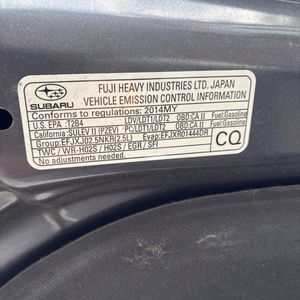 SUBARU
FUJI HEAVY INDUSTRIES LTD. JAPAN
VEHICLE EMISSION CONTROL INFORMATION
Conforms to regulations: 2014MY
U.S. EPA :T2B4 LDV/LDT1/LDT2 OBD:CA II Fuel:Gasoline
California: SULEV II (PZEV) PC/LDT1/LDT2 OBD:CA II Fuel:Gasoline
Group:EFJXJ02.5NKR(2.5L) Evap:EFJXR01444DR
TWC / WR-HO2S / HO2S / EGR / SFI
No adjustments needed.
CQ